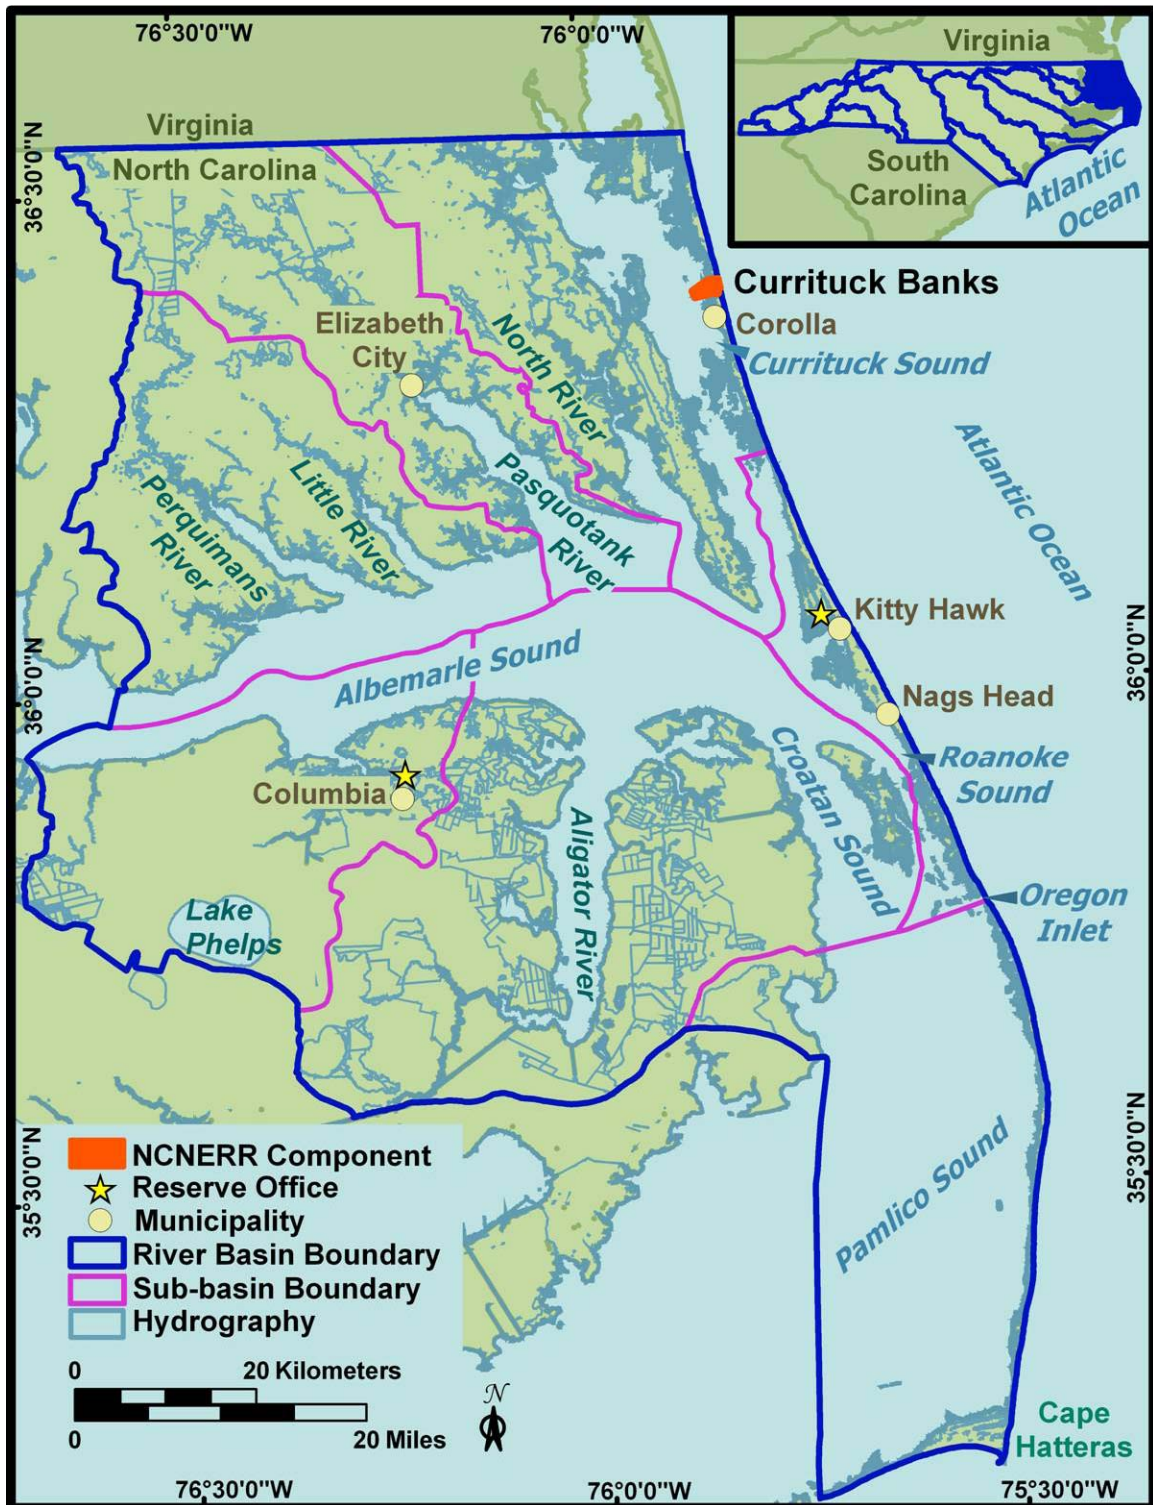 76°30'0"W
76°0'0"W
Virginia
South
Carolina
Atlantic
Ocean
36°30'0"N
Virginia
North Carolina
Currituck Banks
Corolla
Currituck Sound
Elizabeth
City
North River
Atlantic Ocean
Pasquotank
River
Little River
Perquimans
River
Kitty Hawk
36°0'0"N
36°0'0"N
Albemarle Sound
Nags Head
Roanoke
Sound
Croatan Sound
Columbia
Aligator River
Lake
Phelps
Oregon
Inlet
35°30'0"N
35°30'0"N
Pamlico Sound
NCNERR Component
Reserve Office
Municipality
River Basin Boundary
Sub-basin Boundary
Hydrography
0
20 Kilometers
0
20 Miles
N
Cape
Hatteras
76°30'0"W
76°0'0"W
75°30'0"W